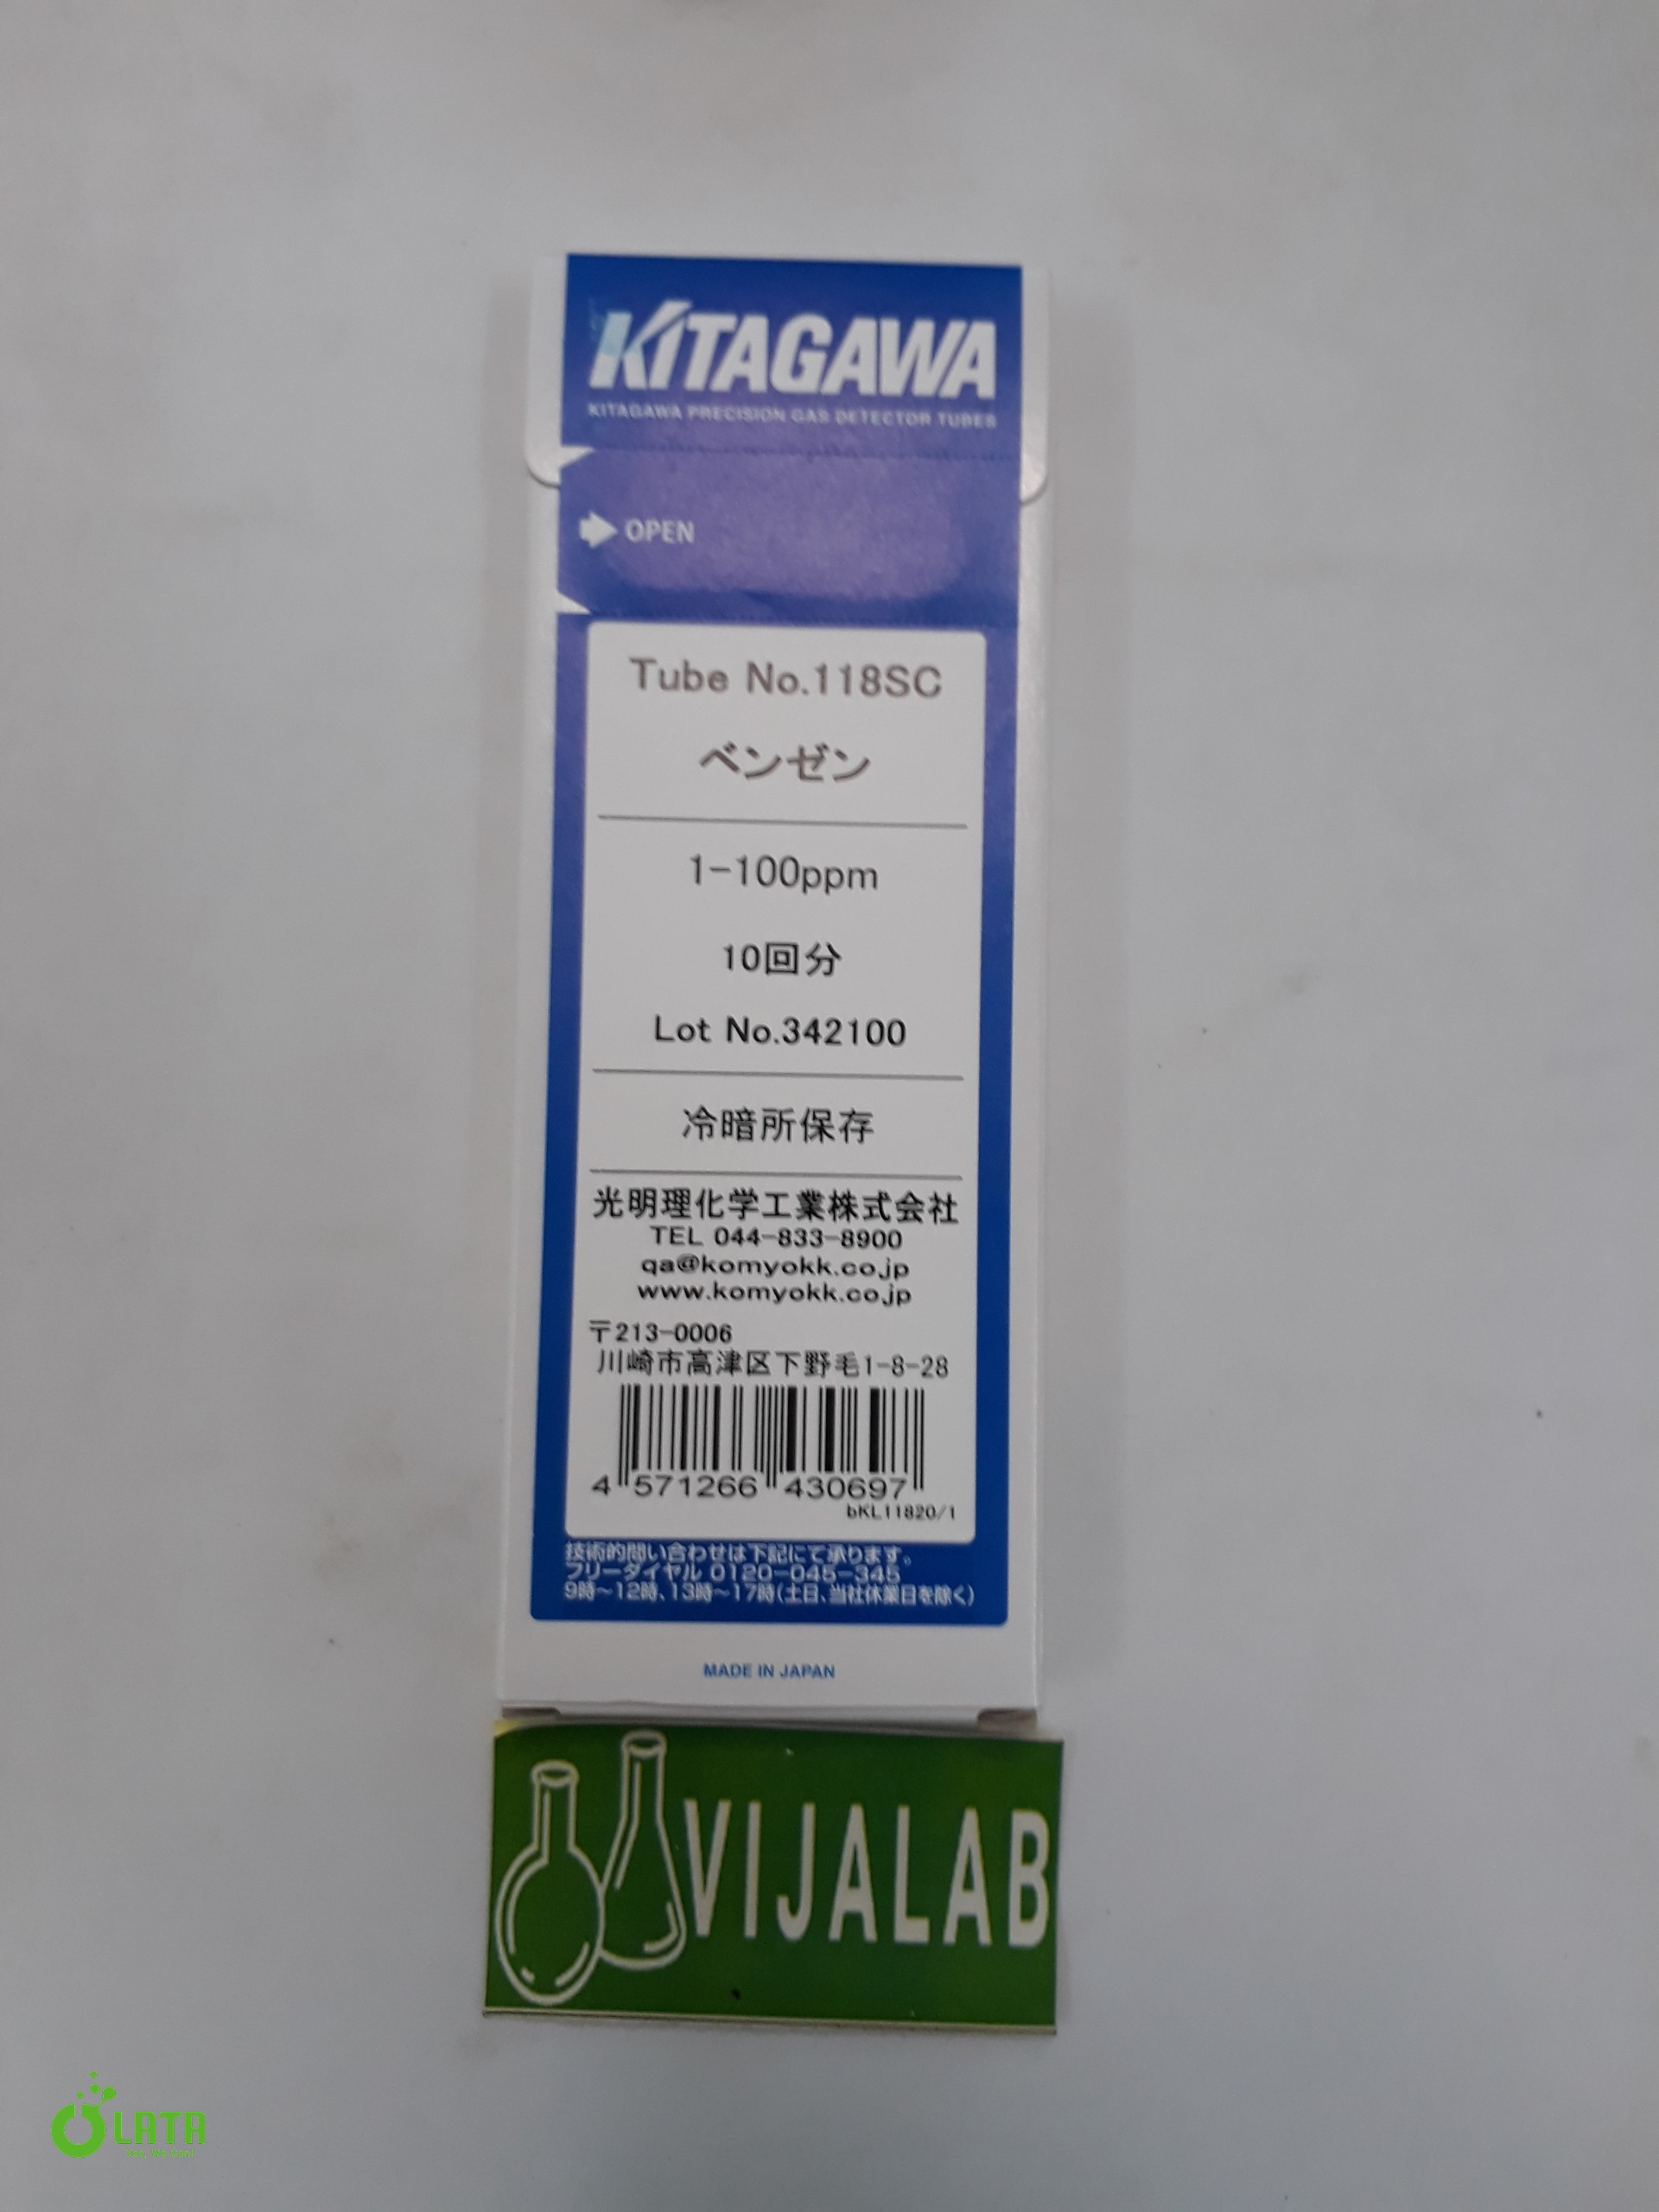 KITAGAWA
KITAGAWA PRECISION GAS DETECTOR TUBES
OPEN
Tube No.118SC
ベンゼン
1-100ppm
10回分
Lot No.342100
冷暗所保存
光明理化学工業株式会社
TEL 044-833-8900
qa@komyokk.co.jp
www.komyokk.co.jp
〒213-0006
川崎市高津区下野毛1-8-28
4 571266 430697
bKL11820/1
技術的問い合わせは下記にて承ります。
フリーダイヤル 0120-045-345
9時～12時、13時～17時(土日、当社休業日を除く)
MADE IN JAPAN
VIJALAB
LATA